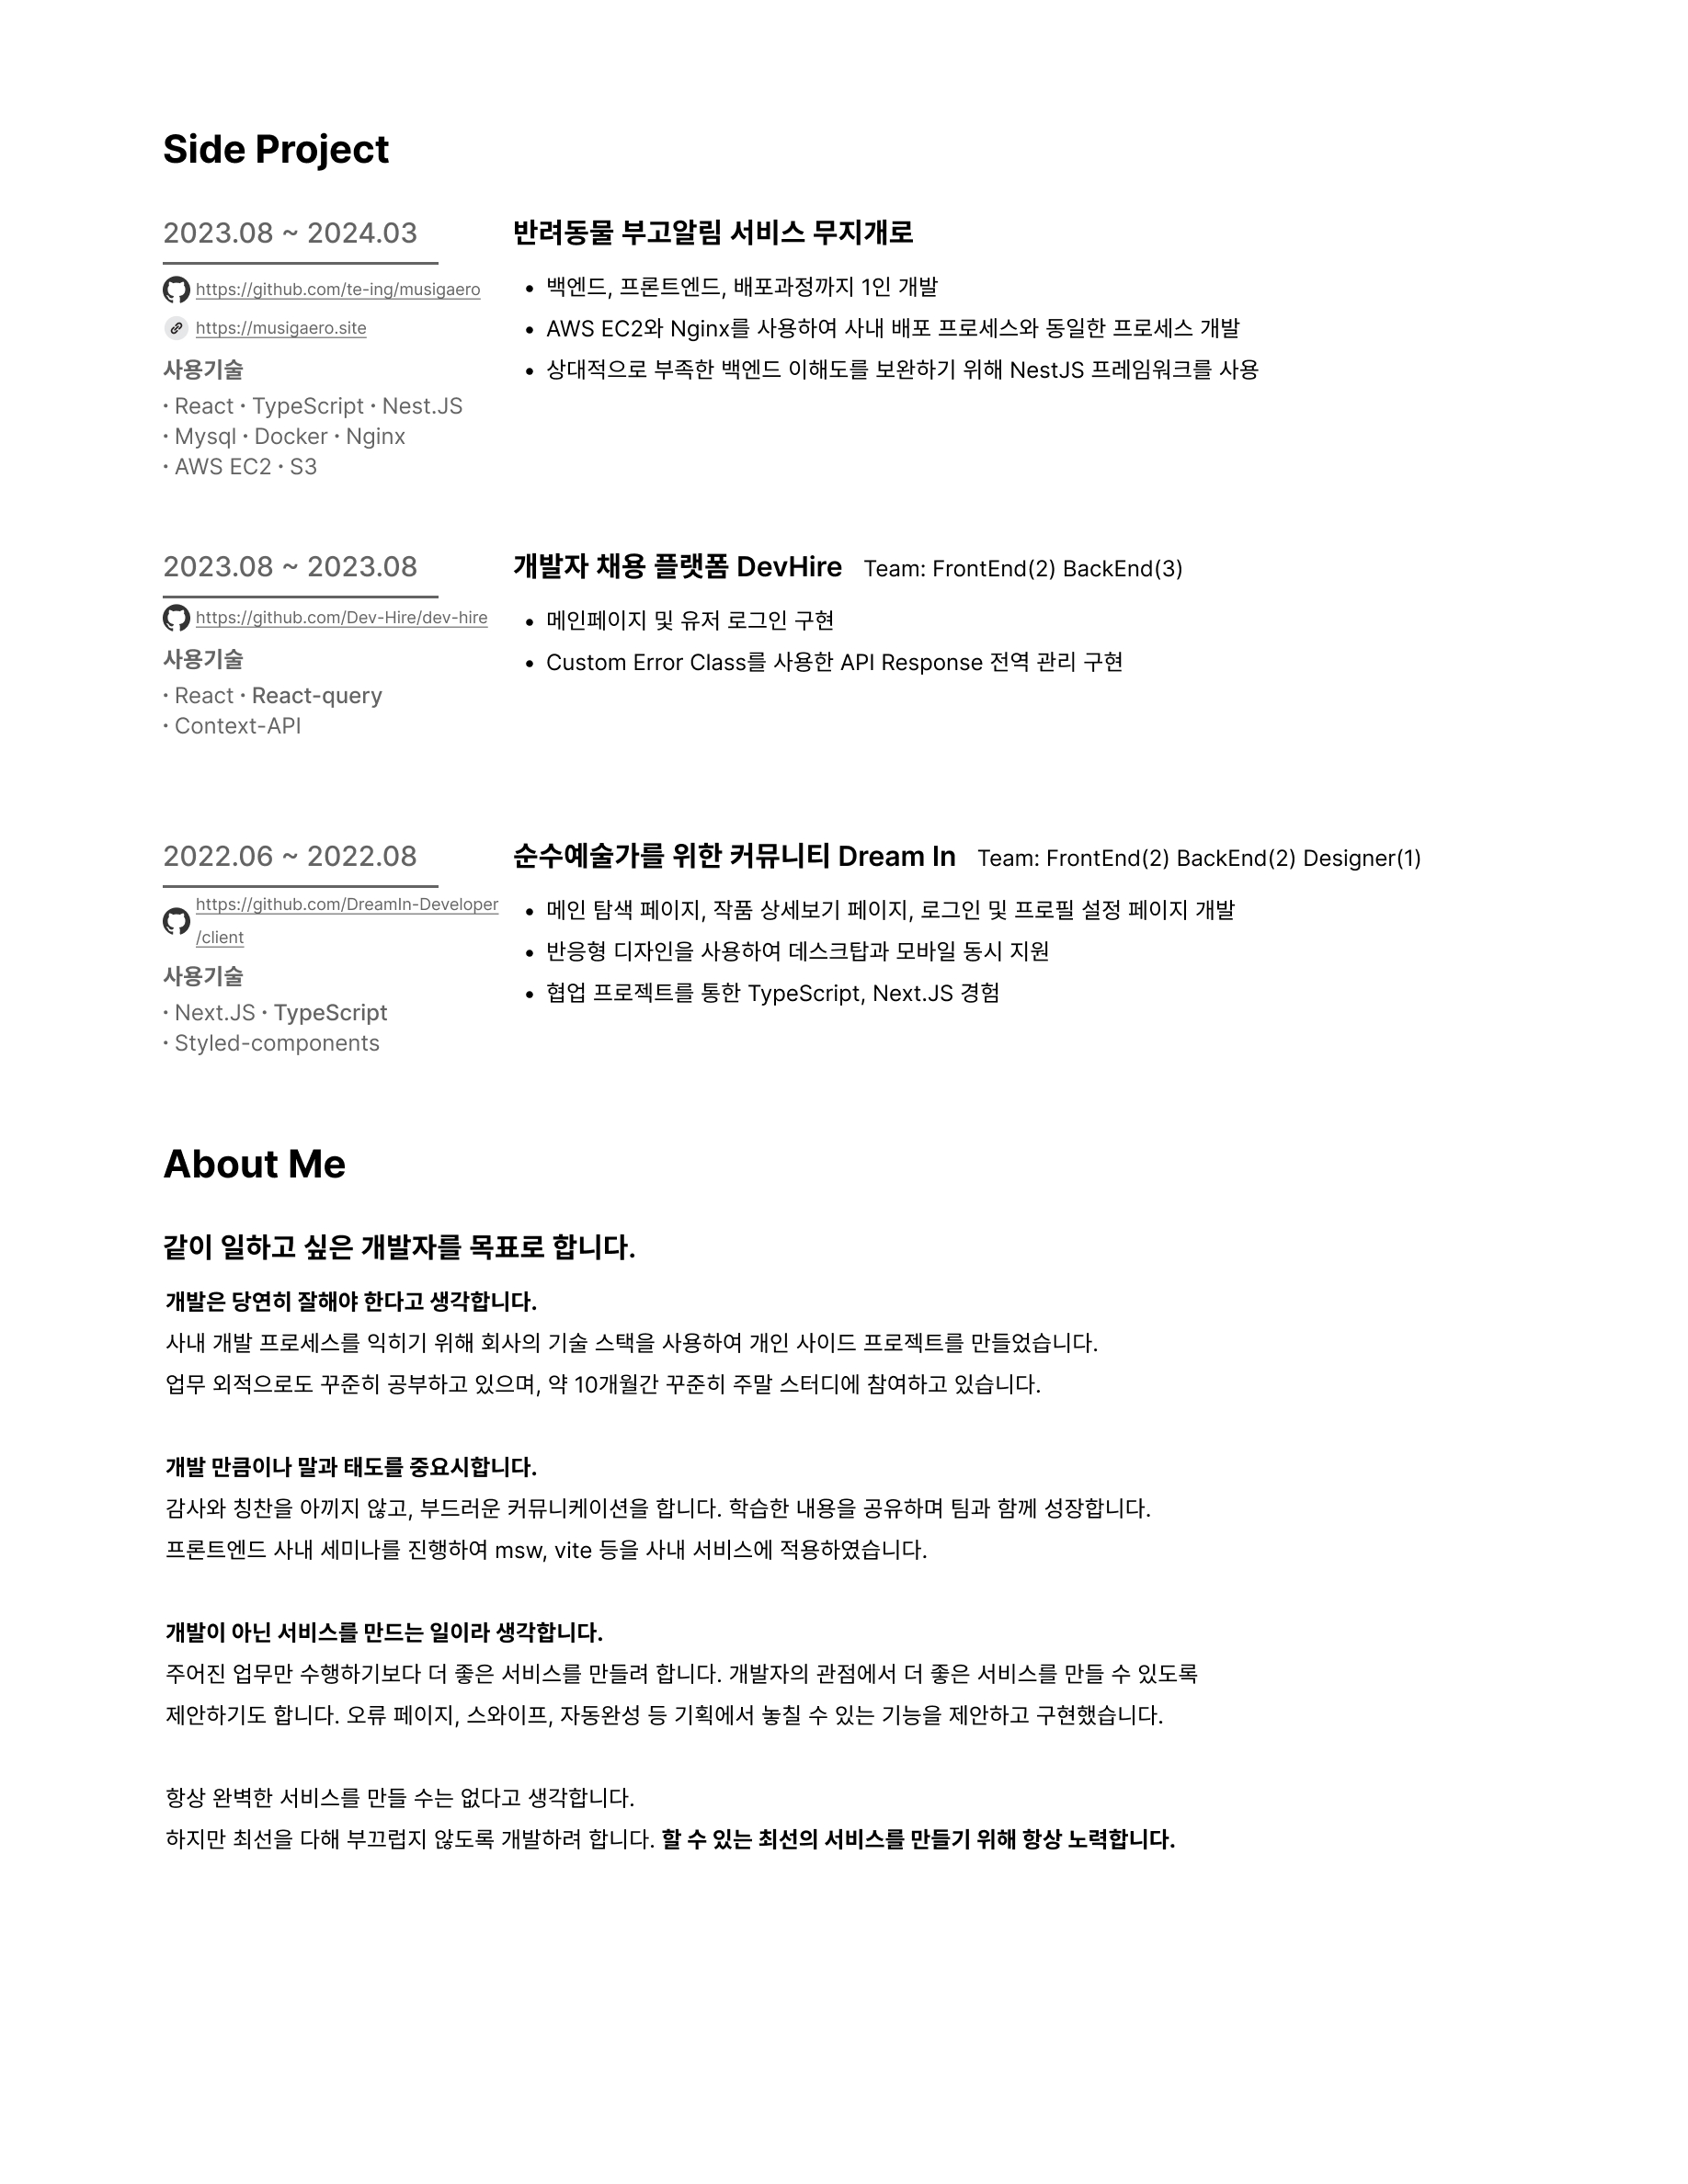 Side Project
2023.08 ~ 2024.03
https://github.com/te-ing/musigaero
https://musigaero.site
사용기술
· React · TypeScript · Nest.JS
· Mysql · Docker · Nginx
· AWS EC2 · S3
반려동물 부고알림 서비스 무지개로
• 백엔드, 프론트엔드, 배포과정까지 1인 개발
• AWS EC2와 Nginx를 사용하여 사내 배포 프로세스와 동일한 프로세스 개발
• 상대적으로 부족한 백엔드 이해도를 보완하기 위해 NestJS 프레임워크를 사용
2023.08 ~ 2023.08
https://github.com/Dev-Hire/dev-hire
사용기술
· React · React-query
· Context-API
개발자 채용 플랫폼 DevHire Team: FrontEnd(2) BackEnd(3)
• 메인페이지 및 유저 로그인 구현
• Custom Error Class를 사용한 API Response 전역 관리 구현
2022.06 ~ 2022.08
https://github.com/DreamIn-Developer
/client
사용기술
· Next.JS · TypeScript
· Styled-components
순수예술가를 위한 커뮤니티 Dream In Team: FrontEnd(2) BackEnd(2) Designer(1)
• 메인 탐색 페이지, 작품 상세보기 페이지, 로그인 및 프로필 설정 페이지 개발
• 반응형 디자인을 사용하여 데스크탑과 모바일 동시 지원
• 협업 프로젝트를 통한 TypeScript, Next.JS 경험
About Me
같이 일하고 싶은 개발자를 목표로 합니다.
개발은 당연히 잘해야 한다고 생각합니다.
사내 개발 프로세스를 익히기 위해 회사의 기술 스택을 사용하여 개인 사이드 프로젝트를 만들었습니다.
업무 외적으로도 꾸준히 공부하고 있으며, 약 10개월간 꾸준히 주말 스터디에 참여하고 있습니다.
개발 만큼이나 말과 태도를 중요시합니다.
감사와 칭찬을 아끼지 않고, 부드러운 커뮤니케이션을 합니다. 학습한 내용을 공유하며 팀과 함께 성장합니다.
프론트엔드 사내 세미나를 진행하여 msw, vite 등을 사내 서비스에 적용하였습니다.
개발이 아닌 서비스를 만드는 일이라 생각합니다.
주어진 업무만 수행하기보다 더 좋은 서비스를 만들려 합니다. 개발자의 관점에서 더 좋은 서비스를 만들 수 있도록
제안하기도 합니다. 오류 페이지, 스와이프, 자동완성 등 기획에서 놓칠 수 있는 기능을 제안하고 구현했습니다.
항상 완벽한 서비스를 만들 수는 없다고 생각합니다.
하지만 최선을 다해 부끄럽지 않도록 개발하려 합니다. 할 수 있는 최선의 서비스를 만들기 위해 항상 노력합니다.